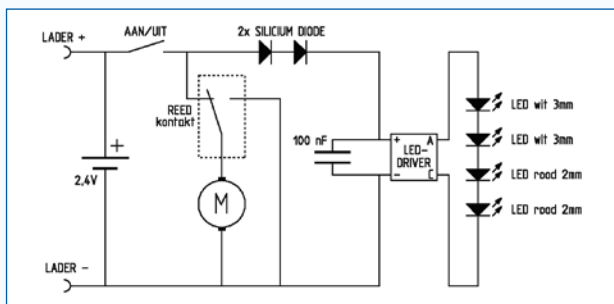 LADER +
AAN/UIT
2x SILICIUM DIODE
REED
kontakt
100 nF
+ A
LED-
DRIVER
- C
LED wit 3mm
LED wit 3mm
LED rood 2mm
LED rood 2mm
+
2,4V
M
LADER -